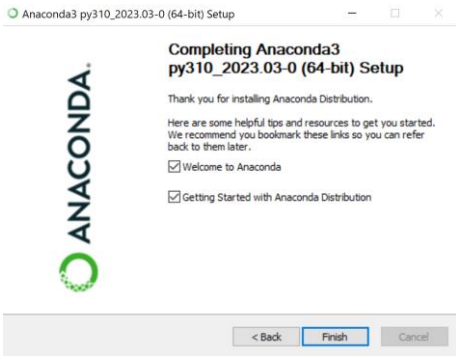 Anaconda3 py310_2023.03-0 (64-bit) Setup
Completing Anaconda3
py310_2023.03-0 (64-bit) Setup
Thank you for installing Anaconda Distribution.
Here are some helpful tips and resources to get you started.
We recommend you bookmark these links so you can refer
back to them later.
Welcome to Anaconda
Getting Started with Anaconda Distribution
ANACONDA.
< Back
Finish
Cancel